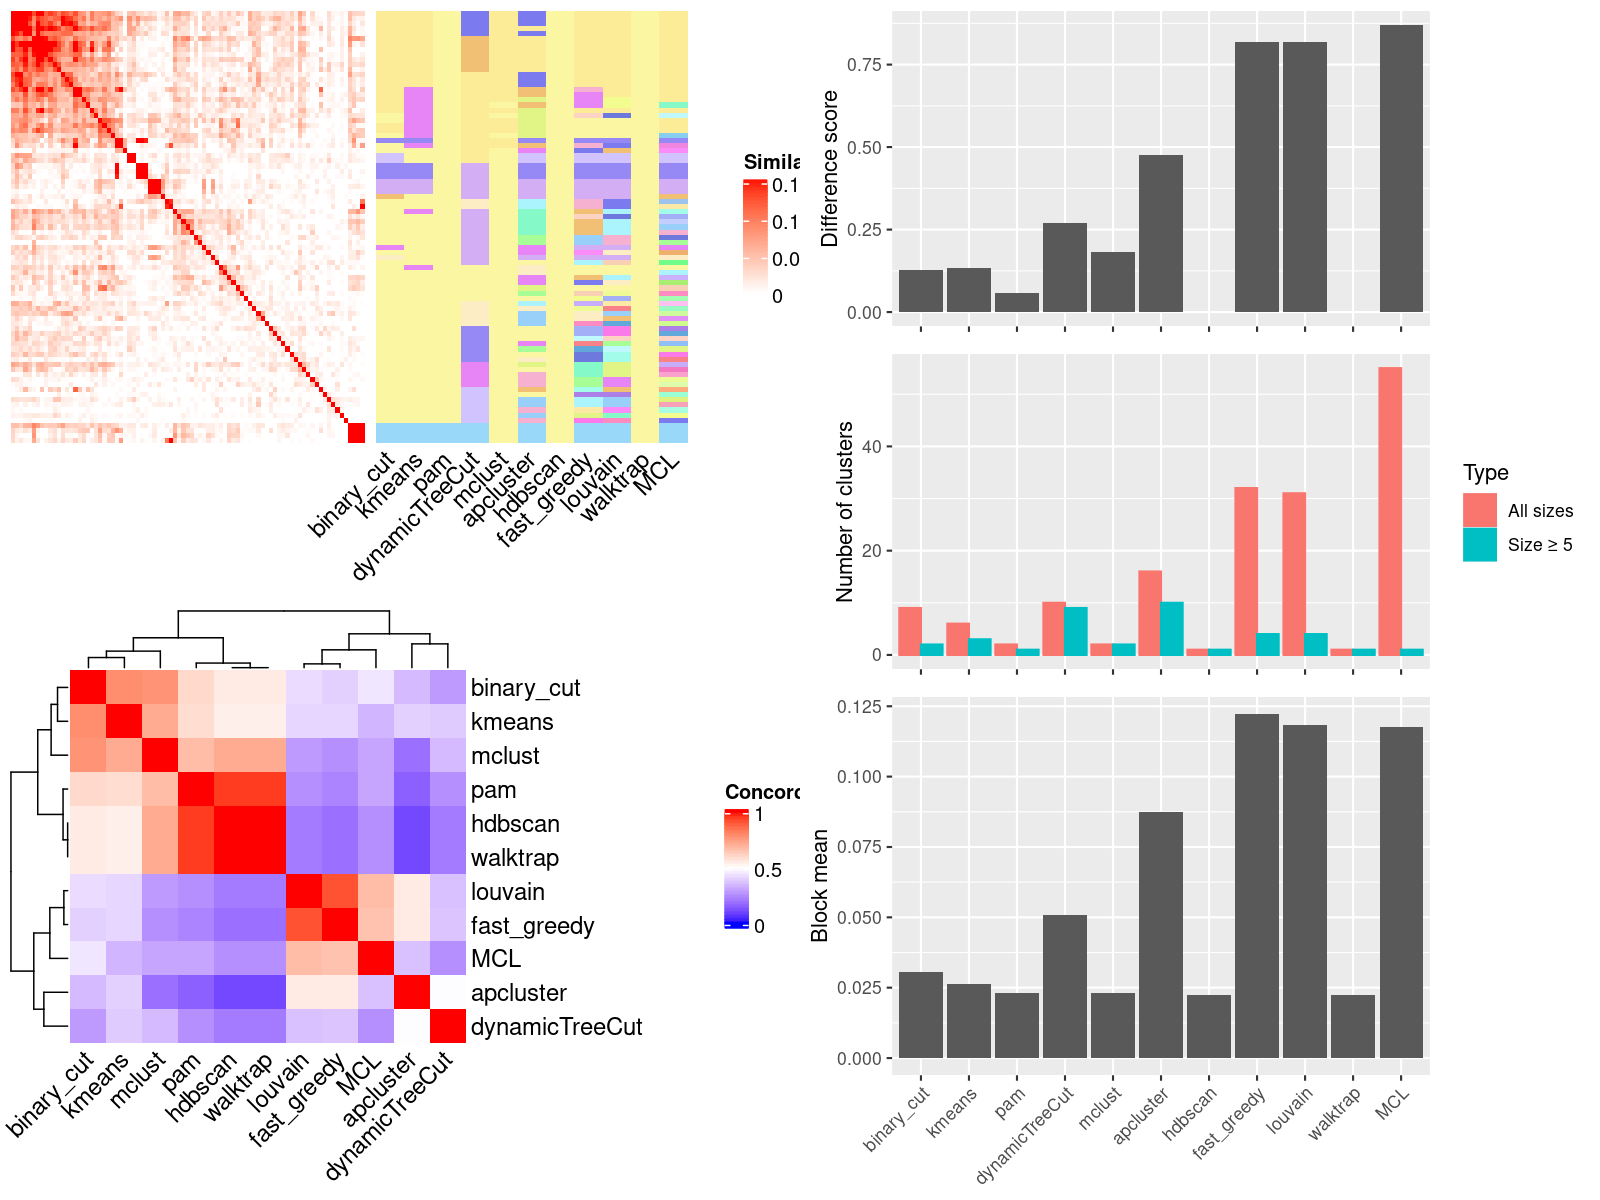 Simila
0.1
0.1
0.0
0
binary_cut
kmeans
pam
dynamicTreeCut
mclust
apcluster
hdbscan
fast_greedy
louvain
walktrap
MCL
binary_cut
kmeans
mclust
pam
hdbscan
walktrap
louvain
fast_greedy
MCL
apcluster
dynamicTreeCut
binary_cut
kmeans
mclust
pam
hdbscan
walktrap
louvain
fast_greedy
MCL
apcluster
dynamicTreeCut
Concord
1
0.5
0
Difference score
0.75
0.50
0.25
0.00
Number of clusters
40
20
0
Type
All sizes
Size ≥ 5
Block mean
0.125
0.100
0.075
0.050
0.025
0.000
binary_cut
kmeans
pam
dynamicTreeCut
mclust
apcluster
hdbscan
fast_greedy
louvain
walktrap
MCL